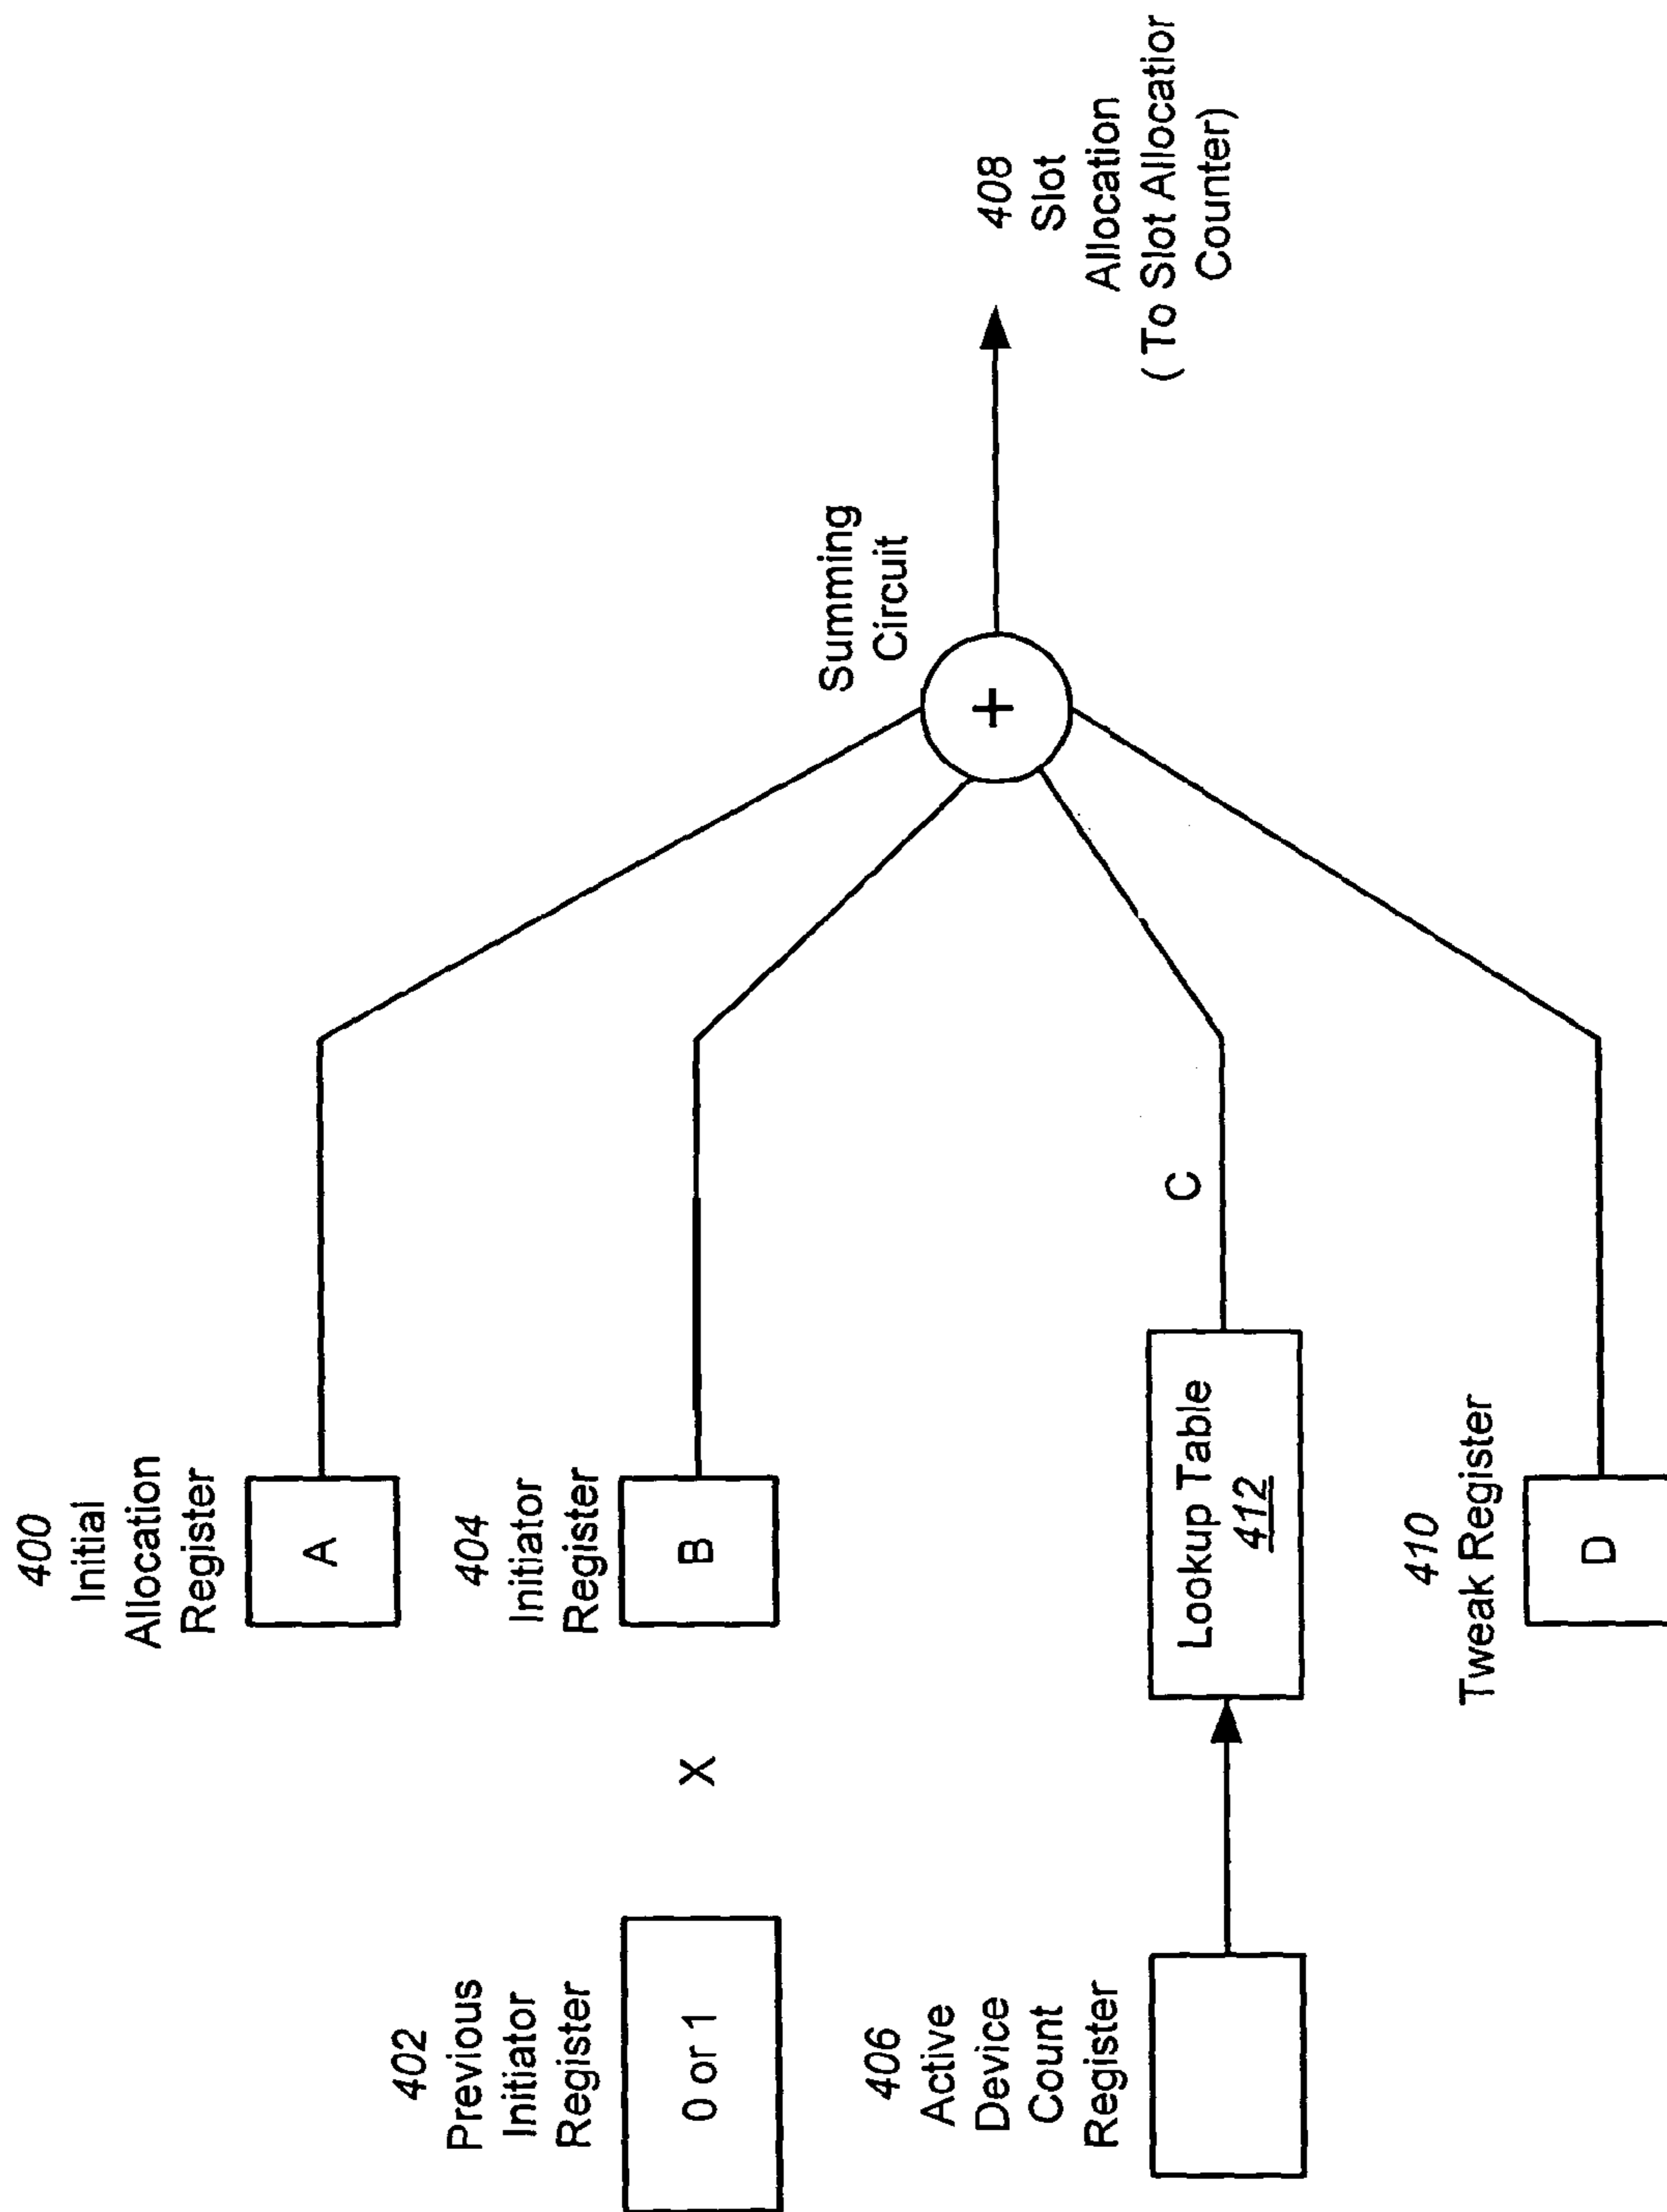 400
Initial
Allocation
Register
A
402
Previous
Initiator
Register
0 or 1
X
404
Initiator
Register
B
406
Active
Device
Count
Register
Lookup Table
412
C
410
Tweak Register
D
Summing
Circuit
+
408
Slot
Allocation
( To Slot Allocation
Counter)